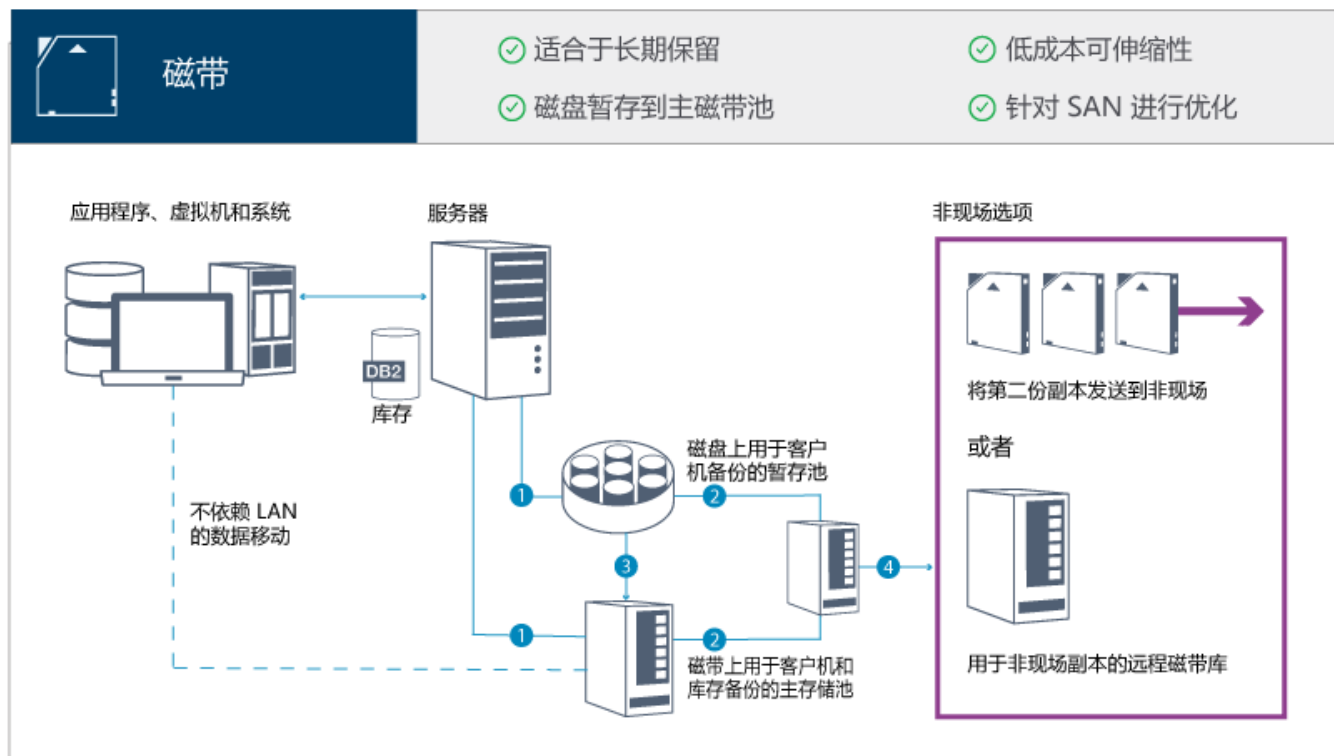 磁带
适合于长期保留
低成本可伸缩性
磁盘暂存到主磁带池
针对 SAN 进行优化
应用程序、虚拟机和系统
服务器
非现场选项
DB2
库存
将第二份副本发送到非现场
或者
磁盘上用于客户
机备份的暂存池
1
2
不依赖 LAN
的数据移动
3
4
1
2
磁带上用于客户机和
库存备份的主存储池
用于非现场副本的远程磁带库